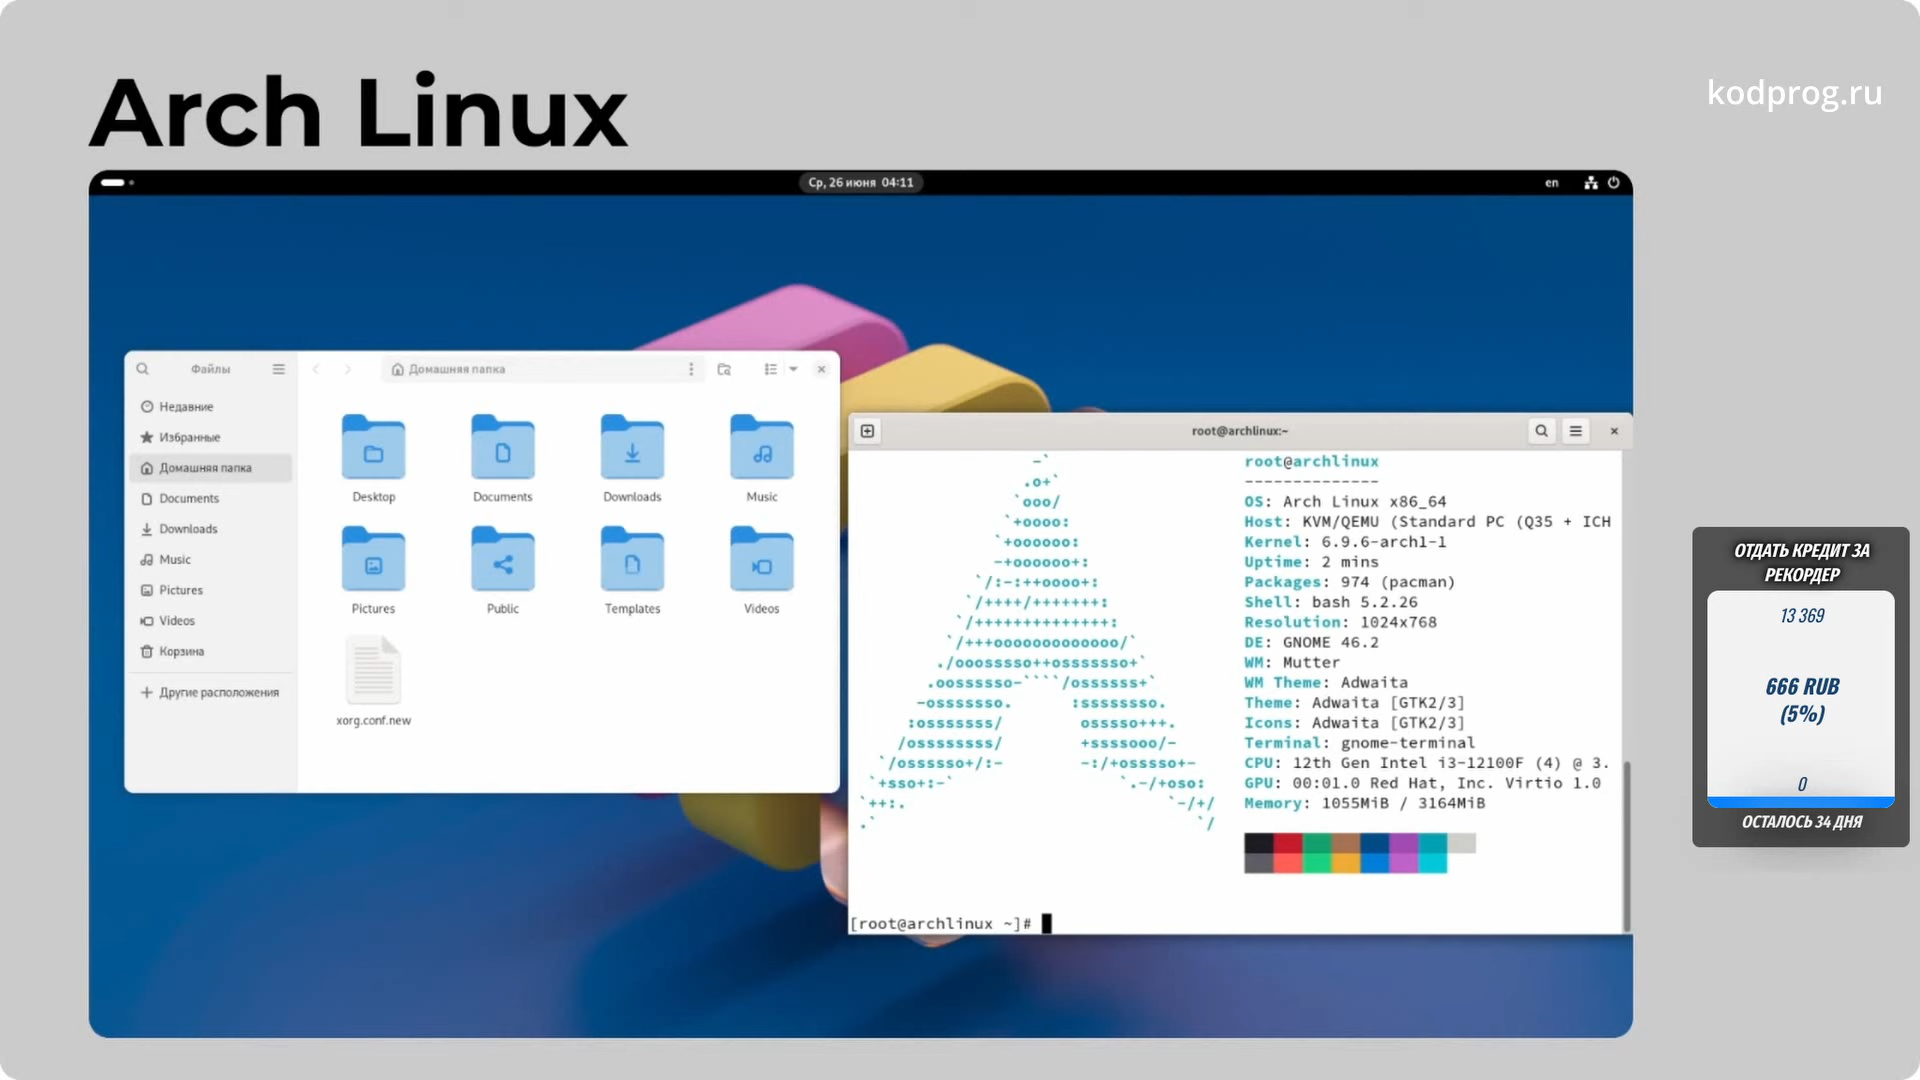 Arch Linux
kodprog.ru
Ср, 26 июня 04:11
en
Файлы
Домашняя папка
Недавние
Избранные
Домашняя папка
Documents
Downloads
Music
Pictures
Videos
Корзина
Другие расположения
Desktop
Documents
Downloads
Music
Pictures
Public
Templates
Videos
xorg.conf.new
root@archlinux:~
root@archlinux
--------------
OS: Arch Linux x86_64
Host: KVM/QEMU (Standard PC (Q35 + ICH
Kernel: 6.9.6-arch1-1
Uptime: 2 mins
Packages: 974 (pacman)
Shell: bash 5.2.26
Resolution: 1024x768
DE: GNOME 46.2
WM: Mutter
WM Theme: Adwaita
Theme: Adwaita [GTK2/3]
Icons: Adwaita [GTK2/3]
Terminal: gnome-terminal
CPU: 12th Gen Intel i3-12100F (4) @ 3.
GPU: 00:01.0 Red Hat, Inc. Virtio 1.0
Memory: 1055MiB / 3164MiB
[root@archlinux ~]#
ОТДАТЬ КРЕДИТ ЗА
РЕКОРДЕР
13 369
666 RUB
(5%)
0
ОСТАЛОСЬ 34 ДНЯ